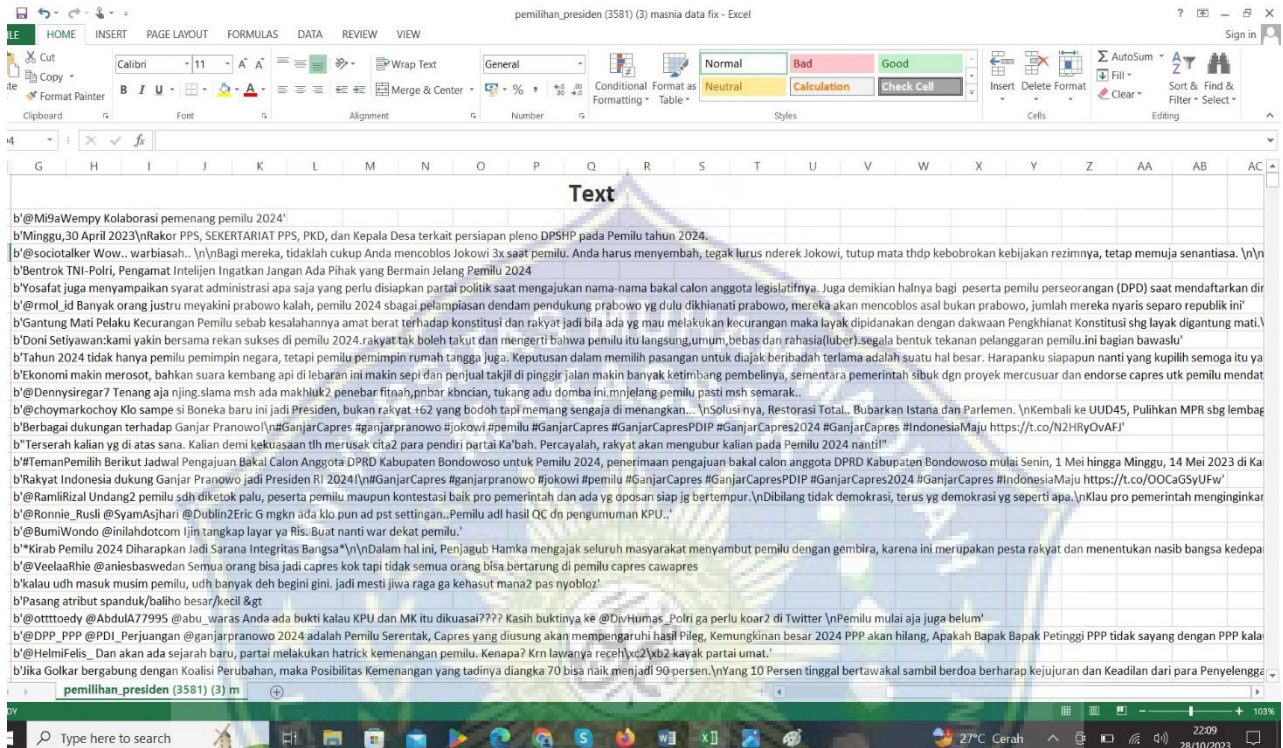 pemilihan_presiden (3581) (3) masnia data fix - Excel
HOME INSERT PAGE LAYOUT FORMULAS DATA REVIEW VIEW Sign in
Cut
Copy
Format Painter
Clipboard
Calibri 11
B I U
Font
Wrap Text
Merge & Center
Alignment
General
Number
Conditional Formatting
Format as Table
Normal Bad Good
Neutral Calculation Check Cell
Styles
Insert Delete Format
Cells
AutoSum
Fill
Clear
Sort & Filter
Find & Select
Editing
G H I J K L M N O P Q R S T U V W X Y Z AA AB AC
Text
b'@Mi9aWempy Kolaborasi pemenang pemilu 2024'
b'Minggu,30 April 2023\nRakor PPS, SEKERTARIAT PPS, PKD, dan Kepala Desa terkait persiapan pleno DPSHP pada Pemilu tahun 2024.
b'@sociotalker Wow.. warbiasah.. \n\nBagi mereka, tidaklah cukup Anda mencoblos Jokowi 3x saat pemilu. Anda harus menyembah, tegak lurus nderek Jokowi, tutup mata thdp kebobrokan kebijakan rezimnya, tetap memuja senantiasa. \n\n
b'Bentrok TNI-Polri, Pengamat Intelijen Ingatkan Jangan Ada Pihak yang Bermain Jelang Pemilu 2024
b'Yosafat juga menyampaikan syarat administrasi apa saja yang perlu disiapkan partai politik saat mengajukan nama-nama bakal calon anggota legislatifnya. Juga demikian halnya bagi  peserta pemilu perseorangan (DPD) saat mendaftarkan dir
b'@rmol_id Banyak orang justru meyakini prabowo kalah, pemilu 2024 sbagai pelampiasan dendam pendukung prabowo yg dulu dikhianati prabowo, mereka akan mencoblos asal bukan prabowo, jumlah mereka nyaris separo republik ini'
b'Gantung Mati Pelaku Kecurangan Pemilu sebab kesalahannya amat berat terhadap konstitusi dan rakyat jadi bila ada yg mau melakukan kecurangan maka layak dipidanakan dengan dakwaan Pengkhianat Konstitusi shg layak digantung mati.\
b'Doni Setiyawan:kami yakin bersama rekan sukses di pemilu 2024.rakyat tak boleh takut dan mengerti bahwa pemilu itu langsung,umum,bebas dan rahasia(luber).segala bentuk tekanan pelanggaran pemilu.ini bagian bawaslu'
b'Tahun 2024 tidak hanya pemilu pemimpin negara, tetapi pemilu pemimpin rumah tangga juga. Keputusan dalam memilih pasangan untuk diajak beribadah terlama adalah suatu hal besar. Harapanku siapapun nanti yang kupilih semoga itu ya
b'Ekonomi makin merosot, bahkan suara kembang api di lebaran ini makin sepi dan penjual takjil di pinggir jalan makin banyak ketimbang pembelinya, sementara pemerintah sibuk dgn proyek mercusuar dan endorse capres utk pemilu mendat
b'@Dennysiregar7 Tenang aja njing.slama msh ada makhluk2 penebar fitnah,pnbar kbncian, tukang adu domba ini.mnjelang pemilu pasti msh semarak..
b'@choymarkochoy Klo sampe si Boneka baru ini jadi Presiden, bukan rakyat +62 yang bodoh tapi memang sengaja di menangkan... \nSolusi nya, Restorasi Total.. Bubarkan Istana dan Parlemen. \nKembali ke UUD45, Pulihkan MPR sbg lembag
b'Berbagai dukungan terhadap Ganjar Pranowo!\n#GanjarCapres #ganjarpranowo #jokowi #pemilu #GanjarCapres #GanjarCapresPDIP #GanjarCapres2024 #GanjarCapres #IndonesiaMaju https://t.co/N2HRyOvAFJ'
b"Terserah kalian yg di atas sana. Kalian demi kekuasaan tlh merusak cita2 para pendiri partai Ka'bah. Percayalah, rakyat akan mengubur kalian pada Pemilu 2024 nanti!"
b'#TemanPemilih Berikut Jadwal Pengajuan Bakal Calon Anggota DPRD Kabupaten Bondowoso untuk Pemilu 2024, penerimaan pengajuan bakal calon anggota DPRD Kabupaten Bondowoso mulai Senin, 1 Mei hingga Minggu, 14 Mei 2023 di Ka
b'Rakyat Indonesia dukung Ganjar Pranowo jadi Presiden RI 2024!\n#GanjarCapres #ganjarpranowo #jokowi #pemilu #GanjarCapres #GanjarCapresPDIP #GanjarCapres2024 #GanjarCapres #IndonesiaMaju https://t.co/OOCaGSyUFw'
b'@RamliRizal Undang2 pemilu sdh diketok palu, peserta pemilu maupun kontestasi baik pro pemerintah dan ada yg oposan siap jg bertempur.\nDibilang tidak demokrasi, terus yg demokrasi yg seperti apa.\nKlau pro pemerintah menginginkar
b'@Ronnie_Rusli @SyamAsjhari @Dublin2Eric G mgkn ada klo pun ad pst settingan..Pemilu adl hasil QC dn pengumuman KPU..'
b'@BumiWondo @inilahdotcom Ijin tangkap layar ya Ris. Buat nanti war dekat pemilu.'
b'*Kirab Pemilu 2024 Diharapkan Jadi Sarana Integritas Bangsa*\n\nDalam hal ini, Penjagub Hamka mengajak seluruh masyarakat menyambut pemilu dengan gembira, karena ini merupakan pesta rakyat dan menentukan nasib bangsa kedepa
b'@VeelaaRhie @aniesbaswedan Semua orang bisa jadi capres kok tapi tidak semua orang bisa bertarung di pemilu capres cawapres
b'kalau udh masuk musim pemilu, udh banyak deh begini gini. jadi mesti jiwa raga ga kehasut mana2 pas nyobloz'
b'Pasang atribut spanduk/baliho besar/kecil &gt
b'@ottttoedy @AbdulA77995 @abu_waras Anda ada bukti kalau KPU dan MK itu dikuasai???? Kasih buktinya ke @DivHumas_Polri ga perlu koar2 di Twitter \nPemilu mulai aja juga belum'
b'@DPP_PPP @PDI_Perjuangan @ganjarpranowo 2024 adalah Pemilu Serentak, Capres yang diusung akan mempengaruhi hasil Pileg, Kemungkinan besar 2024 PPP akan hilang, Apakah Bapak Bapak Petinggi PPP tidak sayang dengan PPP kala
b'@HelmiFelis_ Dan akan ada sejarah baru, partai melakukan hatrick kemenangan pemilu. Kenapa? Krn lawanya receh\xc2\xb2 kayak partai umat.'
b'Jika Golkar bergabung dengan Koalisi Perubahan, maka Posibilitas Kemenangan yang tadinya diangka 70 bisa naik menjadi 90 persen.\nYang 10 Persen tinggal bertawakal sambil berdoa berharap kejujuran dan Keadilan dari para Penyelengga
pemilihan_presiden (3581) (3) m
103%
Type here to search
27°C Cerah
22:09
28/10/2023